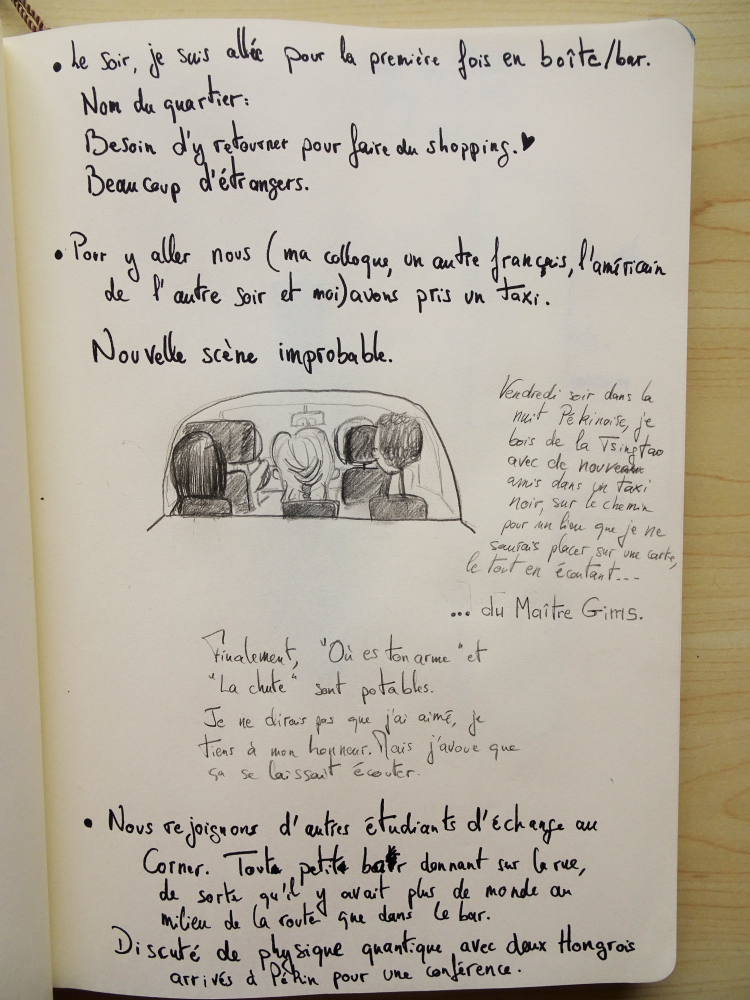 • Le soir, je suis allée pour la première fois en boîte/bar.
Nom du quartier:
Besoin d'y retourner pour faire du shopping. ♥
Beaucoup d'étrangers.
• Pour y aller nous (ma colloque, un autre français, l'américain
de l'autre soir et moi) avons pris un taxi.
Nouvelle scène improbable.
Vendredi soir dans la
nuit Pékinoise, je
bois de la Tsingtao
avec de nouveaux
amis dans un taxi
noir, sur le chemin
pour un lieu que je ne
saurais placer sur une carte,
le tout en écoutant...
... du Maître Gims.
Finalement, "Où es ton arme" et
"La chute" sont potables.
Je ne dirais pas que j'ai aimé, je
tiens à mon honneur. Mais j'avoue que
ça se laissait écouter.
• Nous rejoignons d'autres étudiants d'échange au
Corner. Tout petit bar donnant sur la rue,
de sorte qu'il y avait plus de monde au
milieu de la route que dans le bar.
Discuté de physique quantique avec deux Hongrois
arrivés à Pékin pour une conférence.